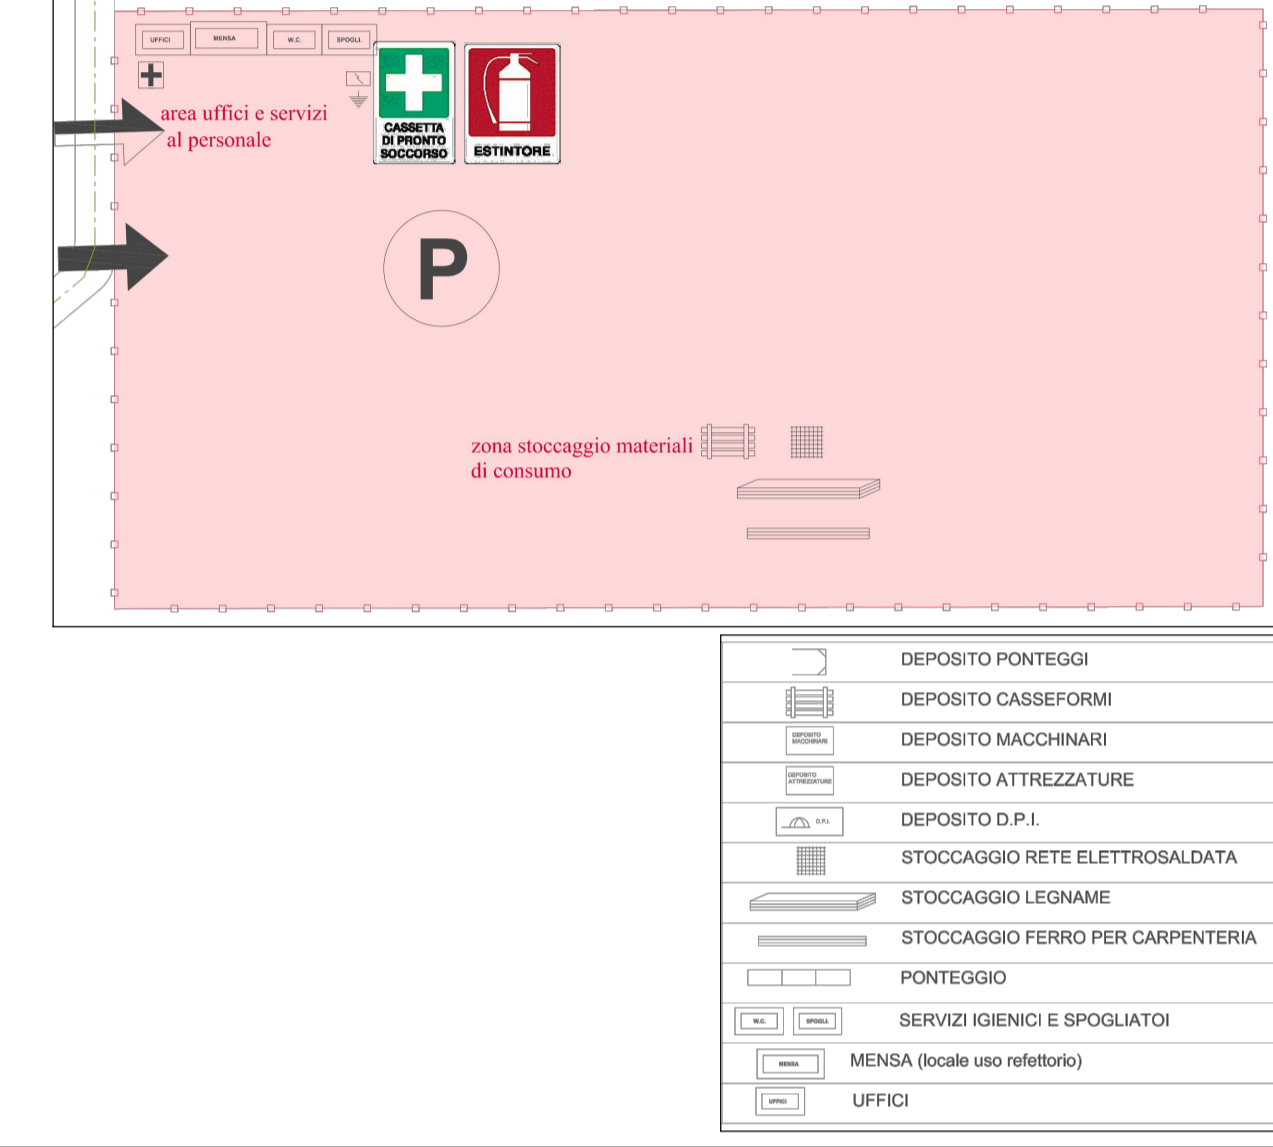 UFFICI
MENSA
W.C.
SPOGLI.
area uffici e servizi
al personale
CASSETTA
DI PRONTO
SOCCORSO
ESTINTORE
P
zona stoccaggio materiali
di consumo
DEPOSITO PONTEGGI
DEPOSITO CASSEFORMI
DEPOSITO
MACCHINARI
DEPOSITO MACCHINARI
DEPOSITO
ATTREZZATURE
DEPOSITO ATTREZZATURE
D.P.I.
DEPOSITO D.P.I.
STOCCAGGIO RETE ELETTROSALDATA
STOCCAGGIO LEGNAME
STOCCAGGIO FERRO PER CARPENTERIA
PONTEGGIO
W.C.
SPOGLI.
SERVIZI IGIENICI E SPOGLIATOI
MENSA
MENSA (locale uso refettorio)
UFFICI
UFFICI